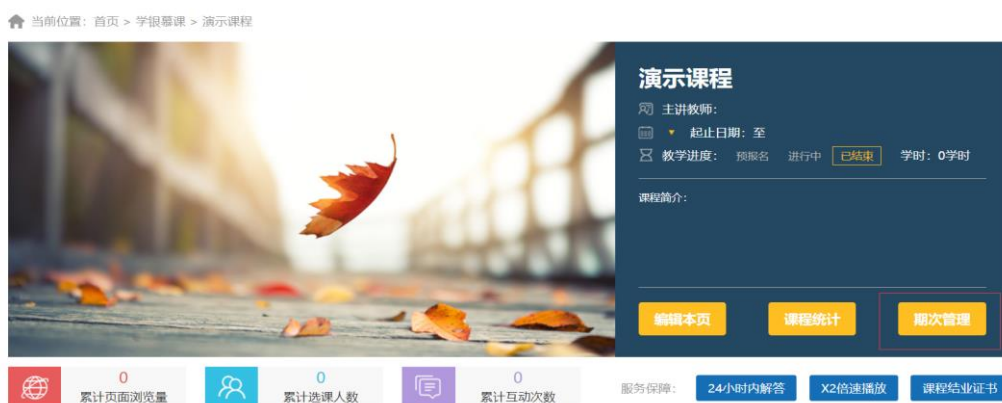 当前位置：首页 > 学银慕课 > 演示课程
演示课程
主讲教师：
起止日期：至
教学进度： 预报名 进行中 已结束 学时：0学时
课程简介：
编辑本页 课程统计 期次管理
0
累计页面浏览量
0
累计选课人数
0
累计互动次数
服务保障： 24小时内解答 X2倍速播放 课程结业证书